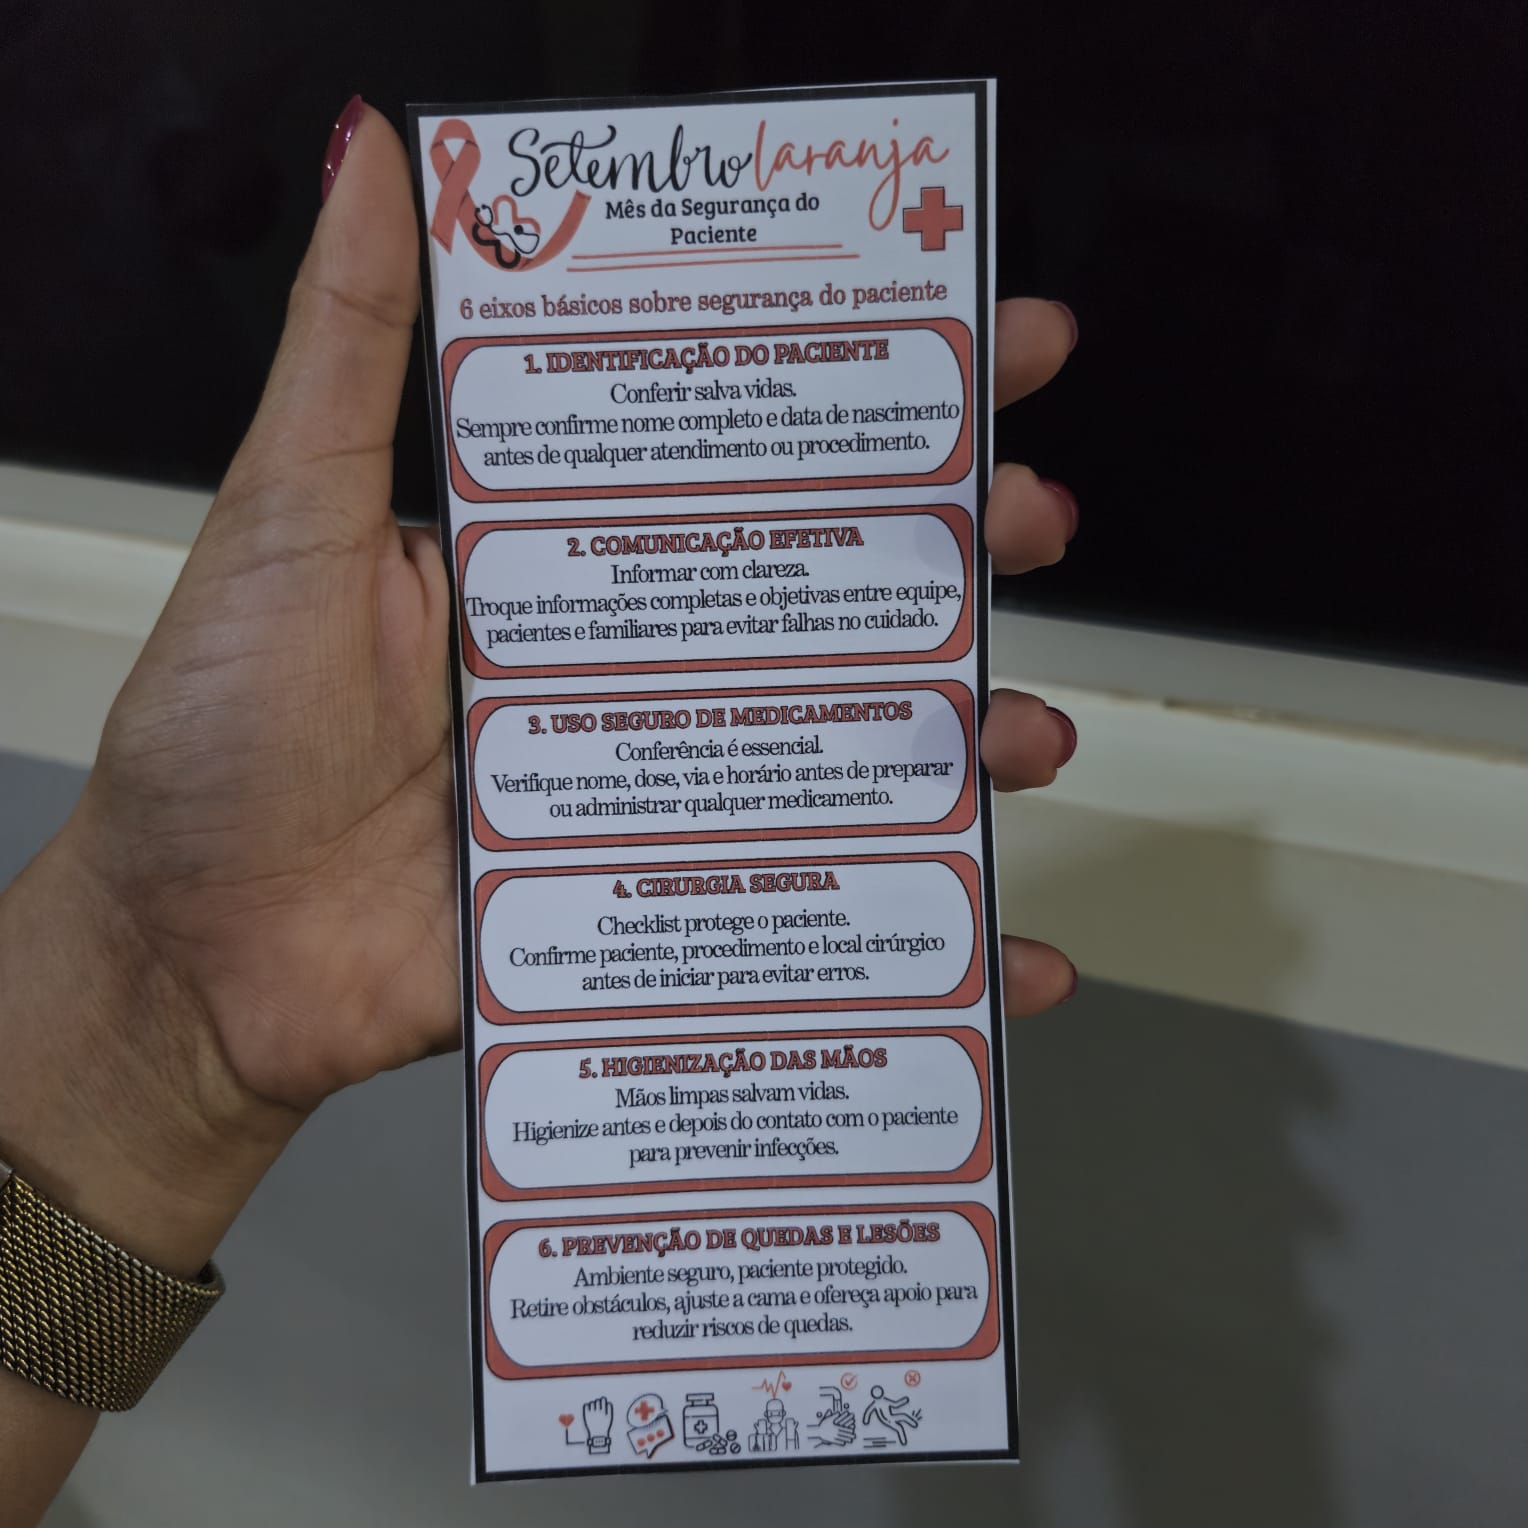 Setembro laranja
Mês da Segurança do
Paciente
6 eixos básicos sobre segurança do paciente
1. IDENTIFICAÇÃO DO PACIENTE
Conferir salva vidas.
Sempre confirme nome completo e data de nascimento
antes de qualquer atendimento ou procedimento.
2. COMUNICAÇÃO EFETIVA
Informar com clareza.
Troque informações completas e objetivas entre equipe,
pacientes e familiares para evitar falhas no cuidado.
3. USO SEGURO DE MEDICAMENTOS
Conferência é essencial.
Verifique nome, dose, via e horário antes de preparar
ou administrar qualquer medicamento.
4. CIRURGIA SEGURA
Checklist protege o paciente.
Confirme paciente, procedimento e local cirúrgico
antes de iniciar para evitar erros.
5. HIGIENIZAÇÃO DAS MÃOS
Mãos limpas salvam vidas.
Higienize antes e depois do contato com o paciente
para prevenir infecções.
6. PREVENÇÃO DE QUEDAS E LESÕES
Ambiente seguro, paciente protegido.
Retire obstáculos, ajuste a cama e ofereça apoio para
reduzir riscos de quedas.